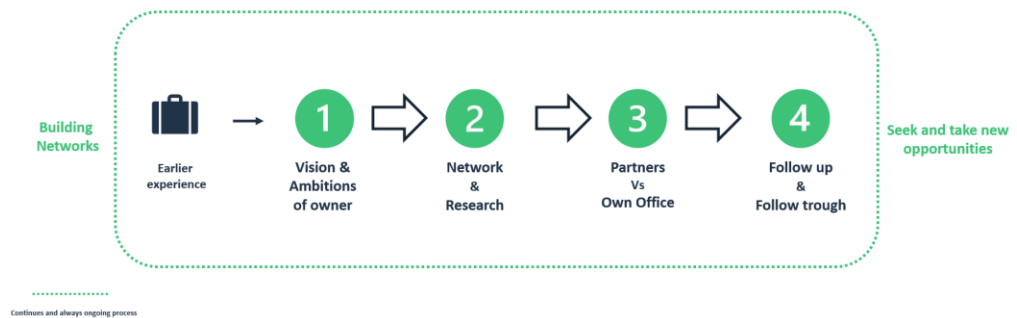 Building
Networks
Earlier
experience
1
Vision &
Ambitions
of owner
2
Network
&
Research
3
Partners
Vs
Own Office
4
Follow up
&
Follow trough
Seek and take new
opportunities
Continues and always ongoing process